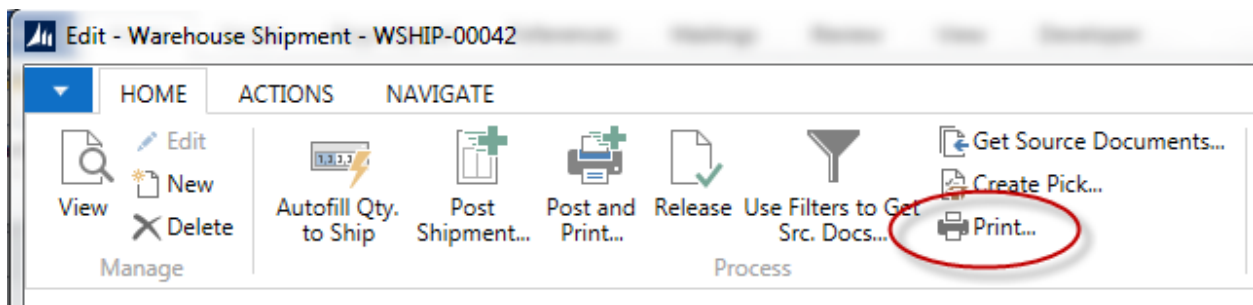 Edit - Warehouse Shipment - WSHIP-00042
HOME ACTIONS NAVIGATE
View
Edit
New
Delete
Manage
Autofill Qty.
to Ship
Post
Shipment...
Post and
Print...
Release
Use Filters to Get
Src. Docs...
Get Source Documents...
Create Pick...
Print...
Process